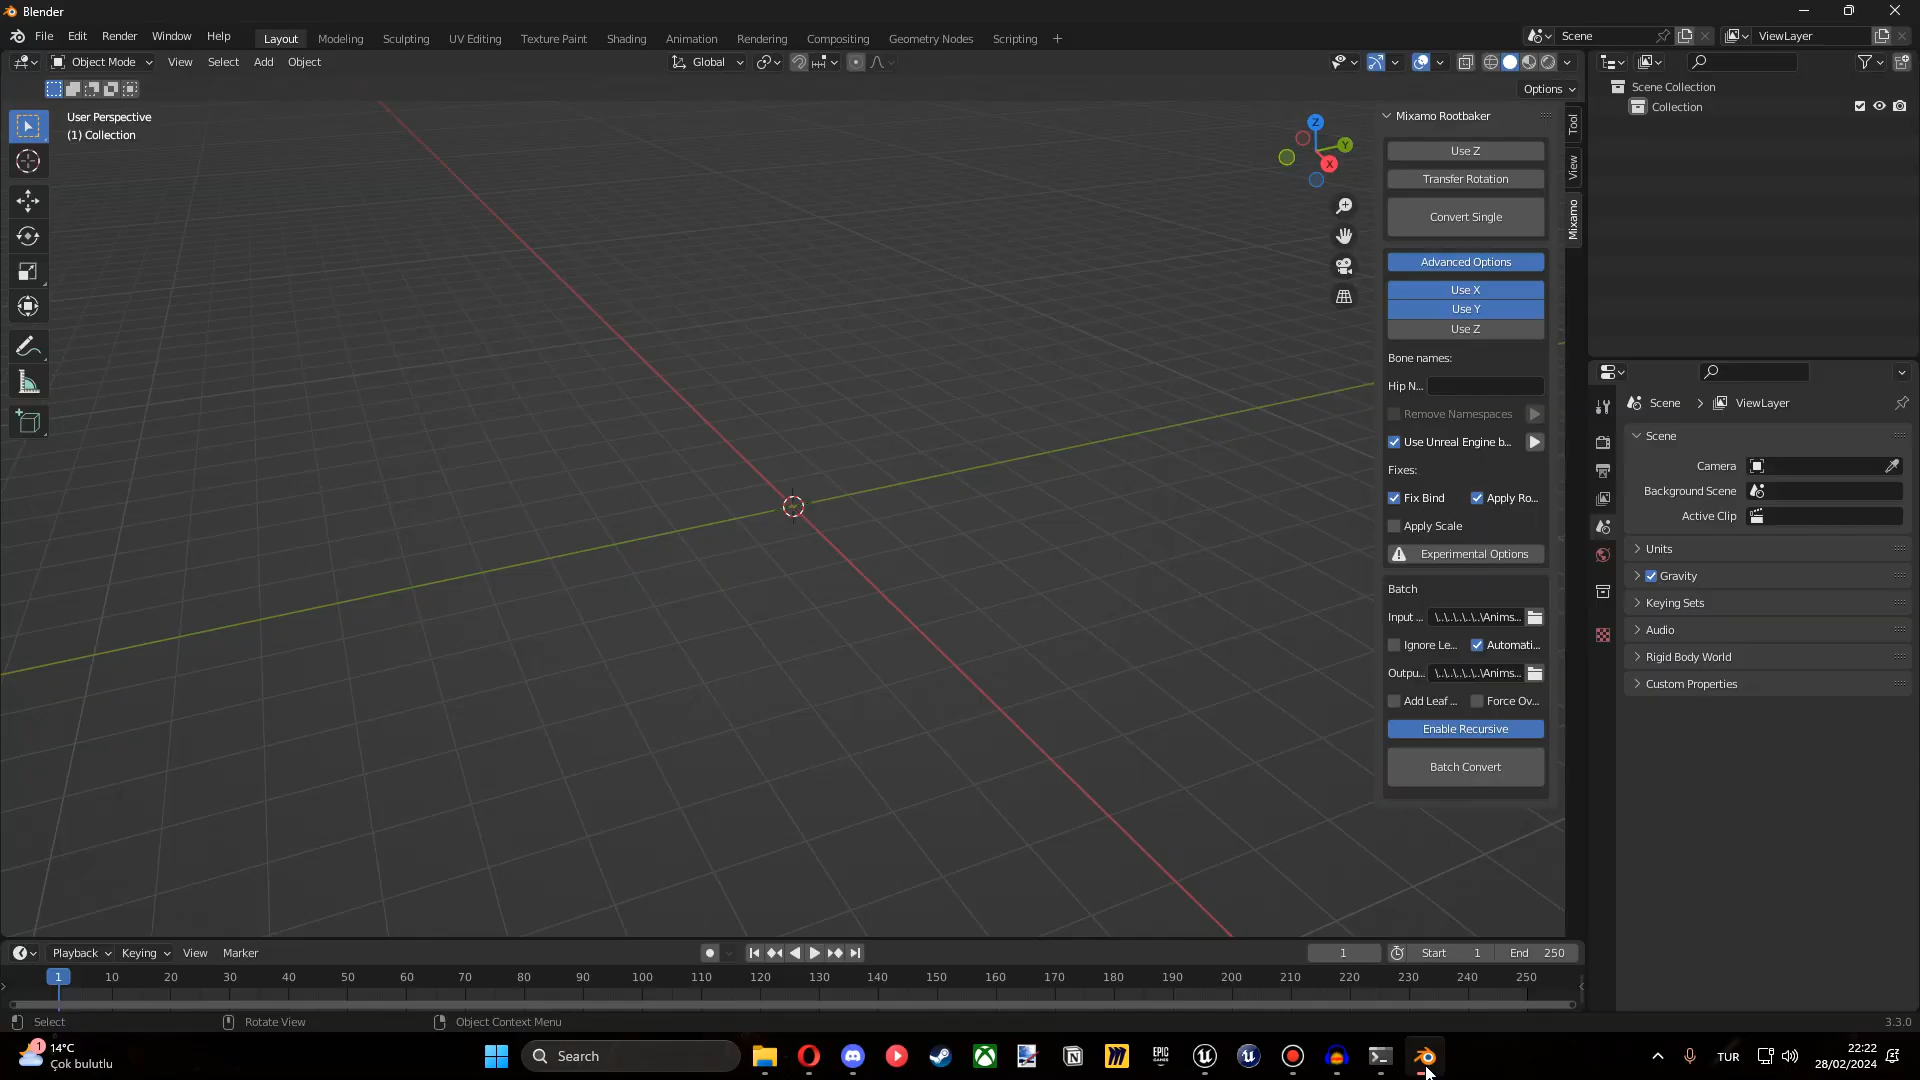 Blender
File Edit Render Window Help Layout Modeling Sculpting UV Editing Texture Paint Shading Animation Rendering Compositing Geometry Nodes Scripting + Scene ViewLayer
Object Mode View Select Add Object Global
Options
User Perspective
(1) Collection
Z
Y
X
Mixamo Rootbaker
Use Z
Transfer Rotation
Convert Single
Advanced Options
Use X
Use Y
Use Z
Bone names:
Hip N...
Remove Namespaces
Use Unreal Engine b...
Fixes:
Fix Bind Apply Ro...
Apply Scale
Experimental Options
Batch
Input ... \..\..\..\..\Anims...
Ignore Le... Automati...
Outpu... \..\..\..\..\Anims...
Add Leaf ... Force Ov...
Enable Recursive
Batch Convert
Tool
View
Mixamo
Scene Collection
Collection
Scene > ViewLayer
Scene
Camera
Background Scene
Active Clip
Units
Gravity
Keying Sets
Audio
Rigid Body World
Custom Properties
Playback Keying View Marker 1 Start 1 End 250
1 10 20 30 40 50 60 70 80 90 100 110 120 130 140 150 160 170 180 190 200 210 220 230 240 250
Select Rotate View Object Context Menu 3.3.0
1
14°C
Çok bulutlu
Search
EPIC
GAMES
TUR
22:22
28/02/2024